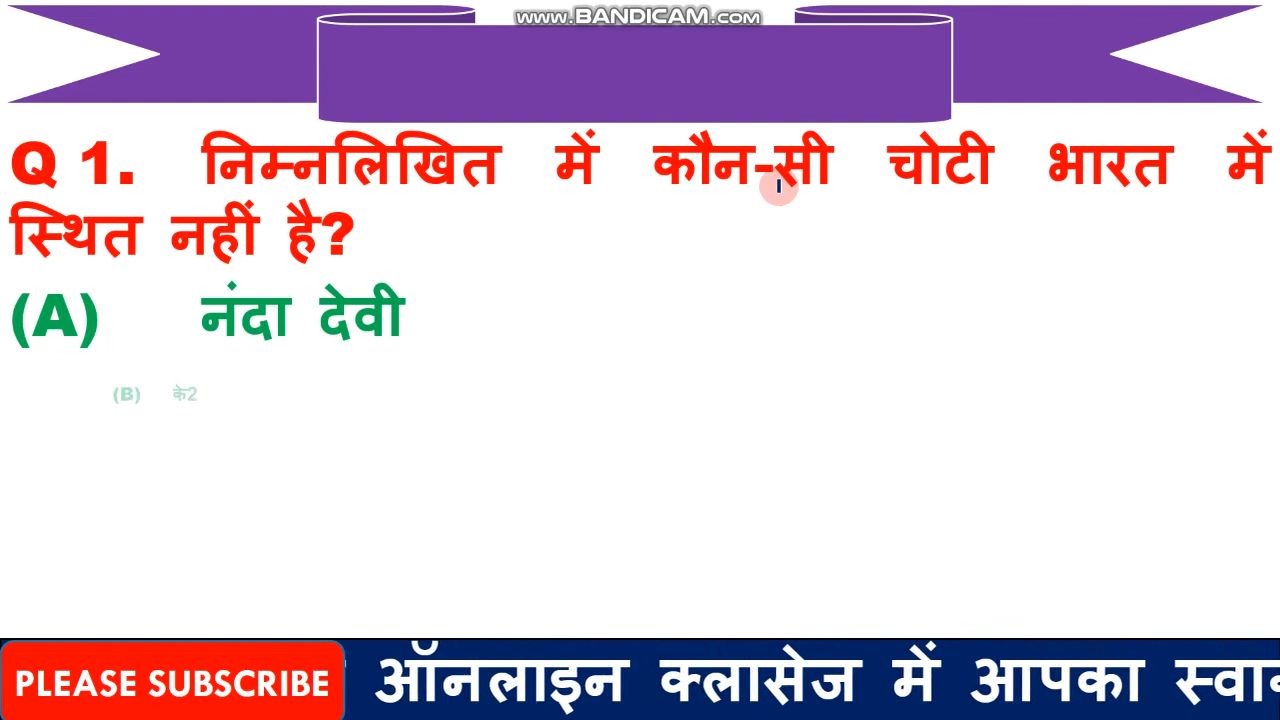 www.BANDICAM.com
Q 1. निम्नलिखित में कौन-सी चोटी भारत में
स्थित नहीं है?
(A) नंदा देवी
(B) के2
PLEASE SUBSCRIBE
ऑनलाइन क्लासेज में आपका